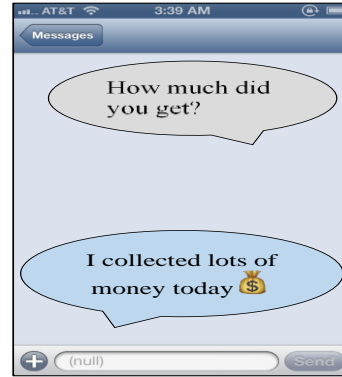 AT&T 3:39 AM
Messages
How much did
you get?
I collected lots of
money today 💰
(null)
Send